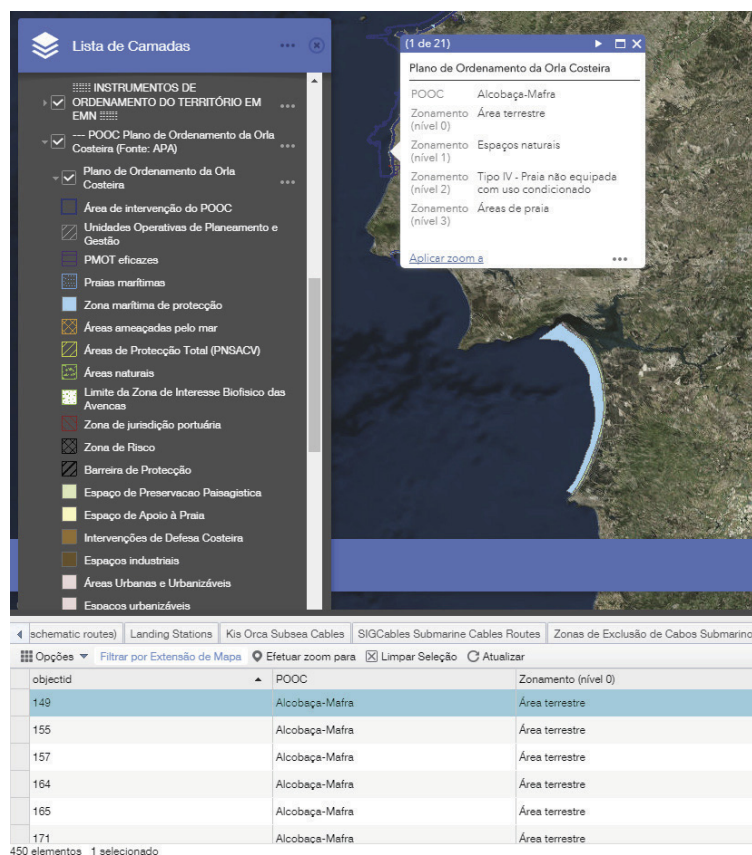 Lista de Camadas
INSTRUMENTOS DE
ORDENAMENTO DO TERRITÓRIO EM
EMN
--- POOC Plano de Ordenamento da Orla
Costeira (Fonte: APA)
Plano de Ordenamento da Orla
Costeira
Área de intervenção do POOC
Unidades Operativas de Planeamento e
Gestão
PMOT eficazes
Praias marítimas
Zona marítima de protecção
Áreas ameaçadas pelo mar
Áreas de Protecção Total (PNSACV)
Áreas naturais
Limite da Zona de Interesse Biofisico das
Avencas
Zona de jurisdição portuária
Zona de Risco
Barreira de Protecção
Espaço de Preservacao Paisagistica
Espaço de Apoio à Praia
Intervenções de Defesa Costeira
Espaços industriais
Áreas Urbanas e Urbanizáveis
Espacos urbanizáveis
(1 de 21)
Plano de Ordenamento da Orla Costeira
POOC Alcobaça-Mafra
Zonamento Área terrestre
(nível 0)
Zonamento Espaços naturais
(nível 1)
Zonamento Tipo IV - Praia não equipada
(nível 2) com uso condicionado
Zonamento Áreas de praia
(nível 3)
Aplicar zoom a
schematic routes) Landing Stations Kis Orca Subsea Cables SIGCables Submarine Cables Routes Zonas de Exclusão de Cabos Submarino
Opções Filtrar por Extensão de Mapa Efetuar zoom para Limpar Seleção Atualizar
objectid POOC Zonamento (nível 0)
149 Alcobaça-Mafra Área terrestre
155 Alcobaça-Mafra Área terrestre
157 Alcobaça-Mafra Área terrestre
164 Alcobaça-Mafra Área terrestre
165 Alcobaça-Mafra Área terrestre
171 Alcobaça-Mafra Área terrestre
450 elementos 1 selecionado